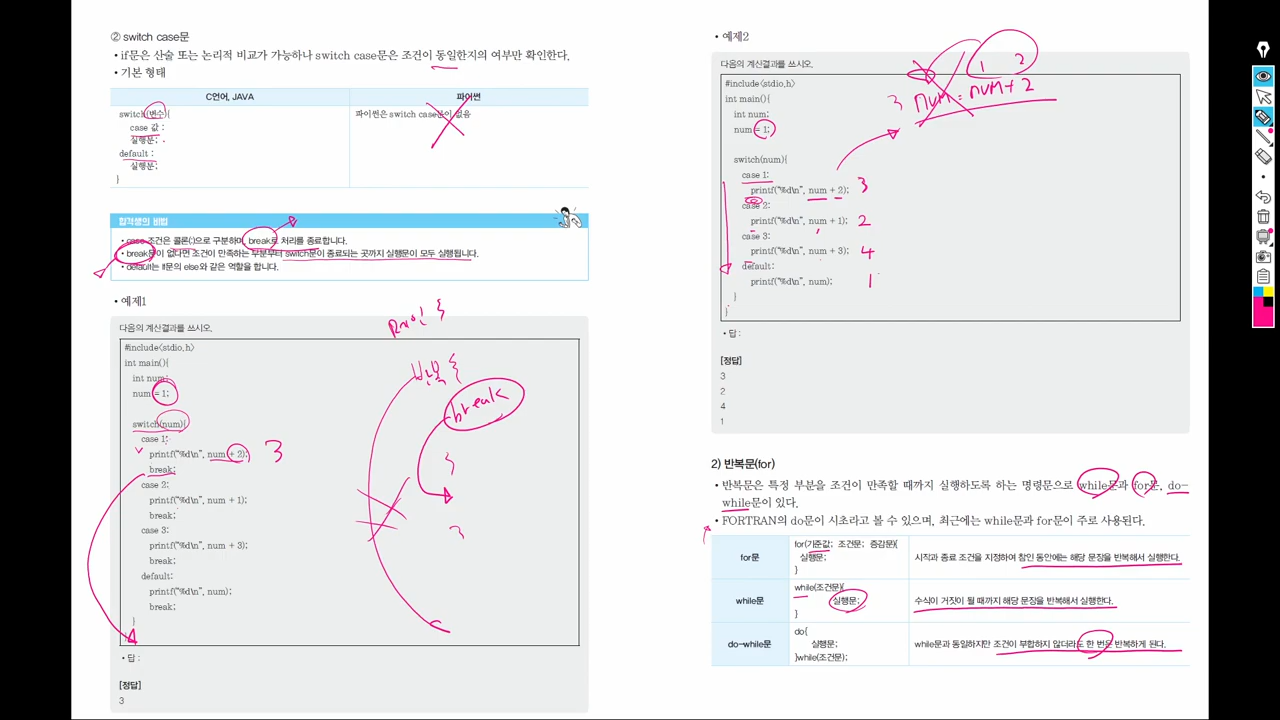 ② switch case문
• if문은 산술 또는 논리적 비교가 가능하나 switch case문은 조건이 동일한지의 여부만 확인한다.
• 기본 형태
C언어, JAVA
파이썬
switch(변수){
case 값 :
실행문;
default :
실행문;
}
파이썬은 switch case문이 없음
합격생의 비법
• case 조건은 콜론(:)으로 구분하며, break로 처리를 종료합니다.
• break문이 없다면 조건이 만족하는 부분부터 switch문이 종료되는 곳까지 실행문이 모두 실행됩니다.
• default는 if문의 else와 같은 역할을 합니다.
• 예제1
다음의 계신결과를 쓰시오.
#include<stdio.h>
int main(){
int num;
num = 1;
switch(num){
case 1:
printf("%d\n", num + 2);
break;
case 2:
printf("%d\n", num + 1);
break;
case 3:
printf("%d\n", num + 3);
break;
default:
printf("%d\n", num);
break;
}
}
3
반복 {
break
}
}
• 답 :
[정답]
3
• 예제2
다음의 계신결과를 쓰시오.
#include<stdio.h>
int main(){
int num;
num = 1;
switch(num){
case 1:
printf("%d\n", num + 2);
case 2:
printf("%d\n", num + 1);
case 3:
printf("%d\n", num + 3);
default:
printf("%d\n", num);
}
}
1 2
3 num = num + 2
3
2
4
1
• 답 :
[정답]
3
2
4
1
2) 반복문(for)
• 반복문은 특정 부분을 조건이 만족할 때까지 실행하도록 하는 명령문으로 while문과 for문, do-
while문이 있다.
• FORTRAN의 do문이 시초라고 볼 수 있으며, 최근에는 while문과 for문이 주로 사용된다.
for문
for(기준값; 조건문; 증감문){
실행문;
}
시작과 종료 조건을 지정하여 참인 동안에는 해당 문장을 반복해서 실행한다.
while문
while(조건문){
실행문;
}
수식이 거짓이 될 때까지 해당 문장을 반복해서 실행한다.
do-while문
do{
실행문;
}while(조건문);
while문과 동일하지만 조건이 부합하지 않더라도 한 번은 반복하게 된다.